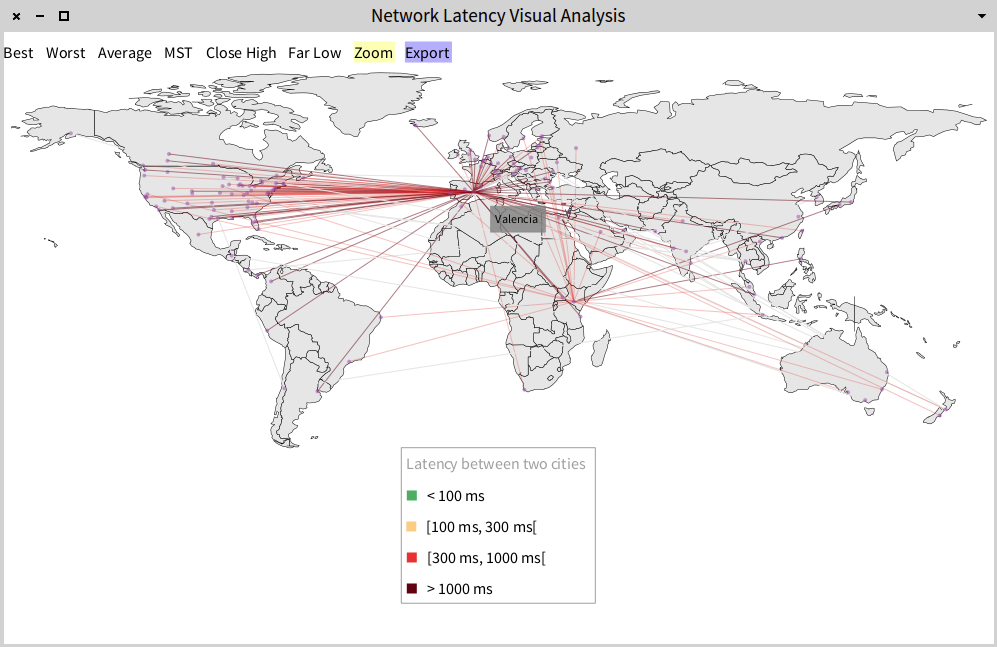 Network Latency Visual Analysis
Best Worst Average MST Close High Far Low Zoom Export
Valencia
Latency between two cities
< 100 ms
[100 ms, 300 ms[
[300 ms, 1000 ms[
> 1000 ms